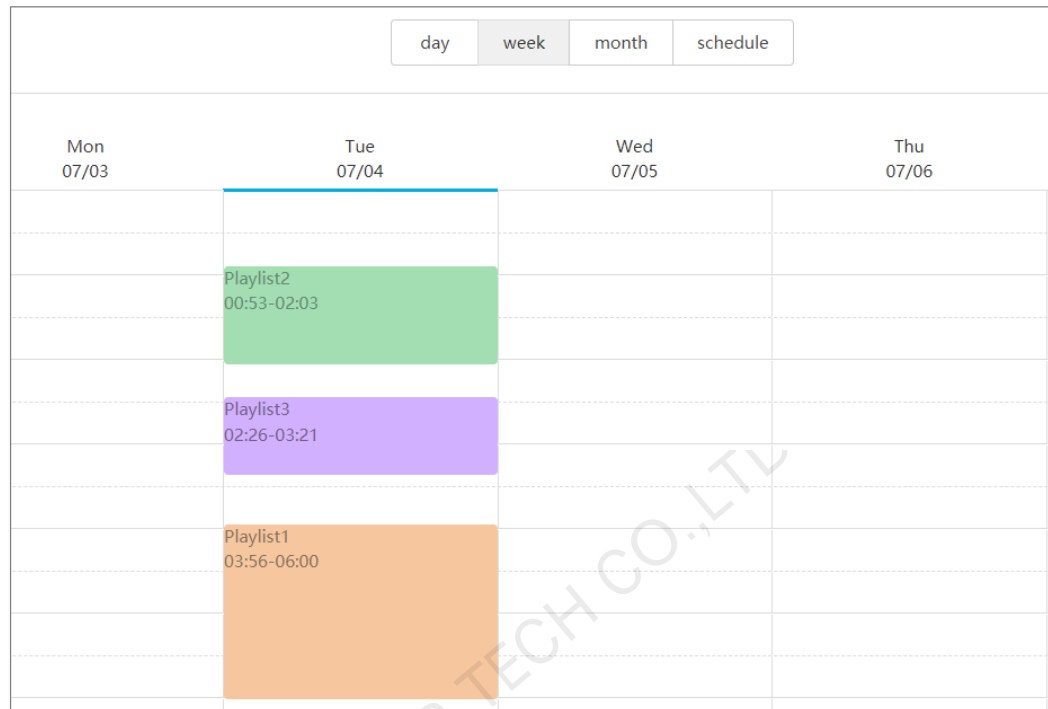 day week month schedule
Mon Tue Wed Thu
07/03 07/04 07/05 07/06
Playlist2
00:53-02:03
Playlist3
02:26-03:21
Playlist1
03:56-06:00
TECH CO.,LTD